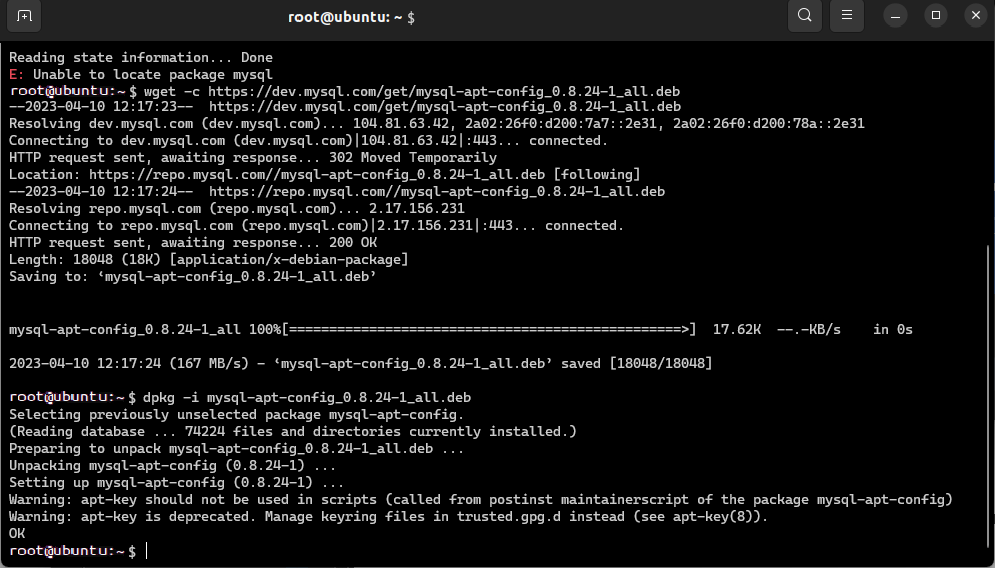 root@ubuntu: ~ $
Reading state information... Done
E: Unable to locate package mysql
root@ubuntu:~$ wget -c https://dev.mysql.com/get/mysql-apt-config_0.8.24-1_all.deb
--2023-04-10 12:17:23--  https://dev.mysql.com/get/mysql-apt-config_0.8.24-1_all.deb
Resolving dev.mysql.com (dev.mysql.com)... 104.81.63.42, 2a02:26f0:d200:7a7::2e31, 2a02:26f0:d200:78a::2e31
Connecting to dev.mysql.com (dev.mysql.com)|104.81.63.42|:443... connected.
HTTP request sent, awaiting response... 302 Moved Temporarily
Location: https://repo.mysql.com//mysql-apt-config_0.8.24-1_all.deb [following]
--2023-04-10 12:17:24--  https://repo.mysql.com//mysql-apt-config_0.8.24-1_all.deb
Resolving repo.mysql.com (repo.mysql.com)... 2.17.156.231
Connecting to repo.mysql.com (repo.mysql.com)|2.17.156.231|:443... connected.
HTTP request sent, awaiting response... 200 OK
Length: 18048 (18K) [application/x-debian-package]
Saving to: ‘mysql-apt-config_0.8.24-1_all.deb’
mysql-apt-config_0.8.24-1_all 100%[=================================================>]  17.62K  --.-KB/s    in 0s
2023-04-10 12:17:24 (167 MB/s) - ‘mysql-apt-config_0.8.24-1_all.deb’ saved [18048/18048]
root@ubuntu:~$ dpkg -i mysql-apt-config_0.8.24-1_all.deb
Selecting previously unselected package mysql-apt-config.
(Reading database ... 74224 files and directories currently installed.)
Preparing to unpack mysql-apt-config_0.8.24-1_all.deb ...
Unpacking mysql-apt-config (0.8.24-1) ...
Setting up mysql-apt-config (0.8.24-1) ...
Warning: apt-key should not be used in scripts (called from postinst maintainerscript of the package mysql-apt-config)
Warning: apt-key is deprecated. Manage keyring files in trusted.gpg.d instead (see apt-key(8)).
OK
root@ubuntu:~$